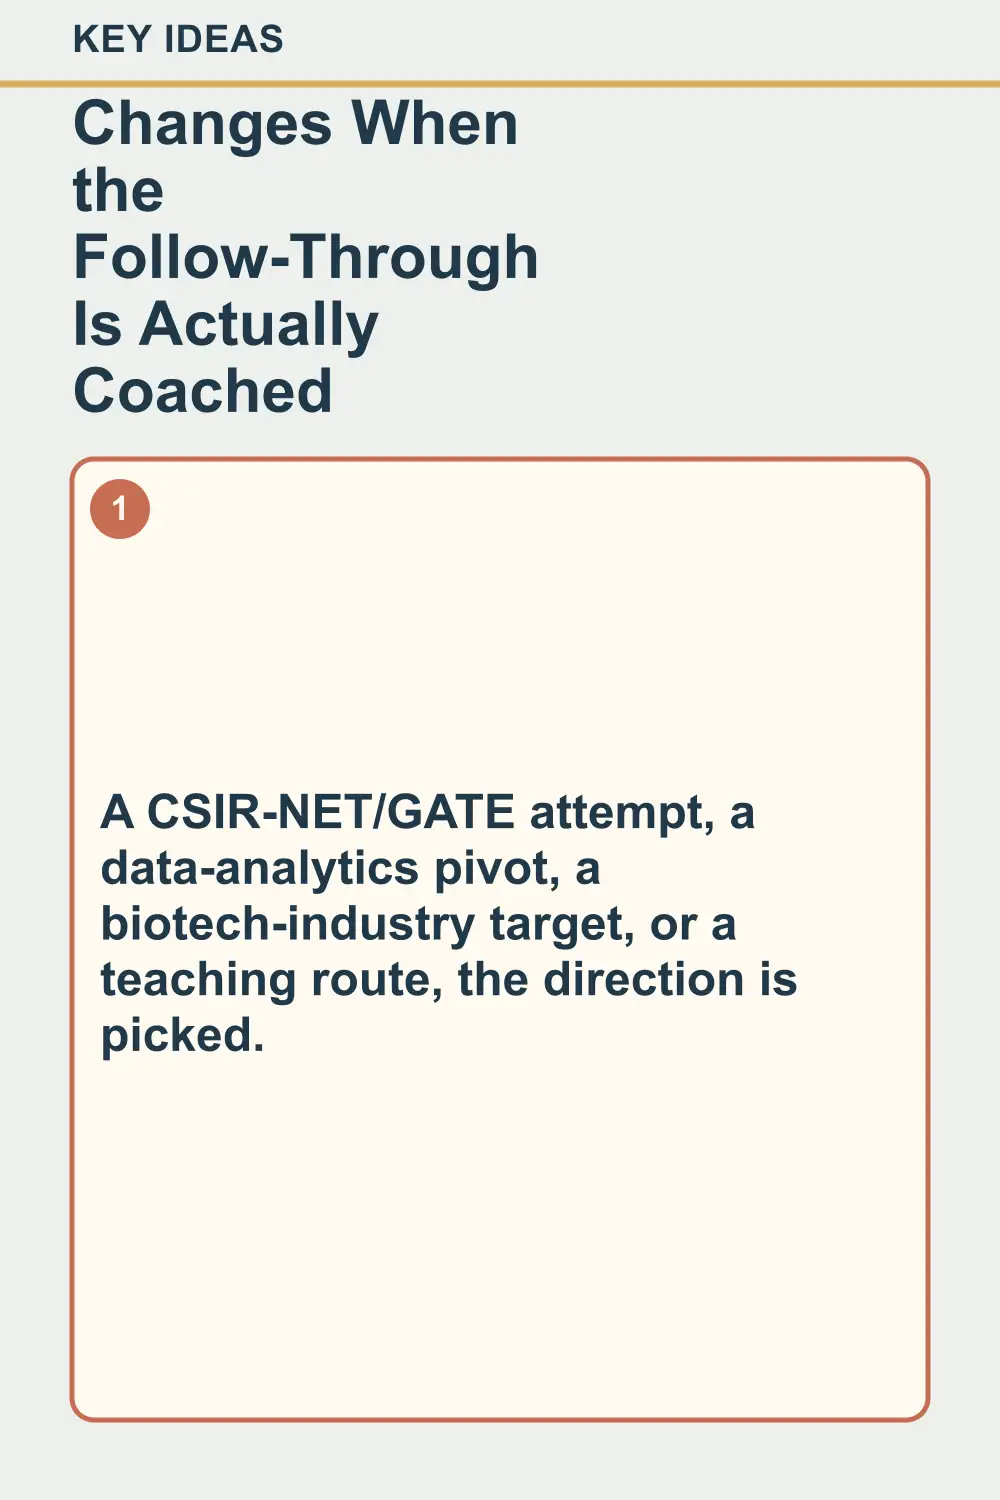 KEY IDEAS
Changes When
the
Follow-Through
Is Actually
Coached
1
A CSIR-NET/GATE attempt, a
data-analytics pivot, a
biotech-industry target, or a
teaching route, the direction is
picked.